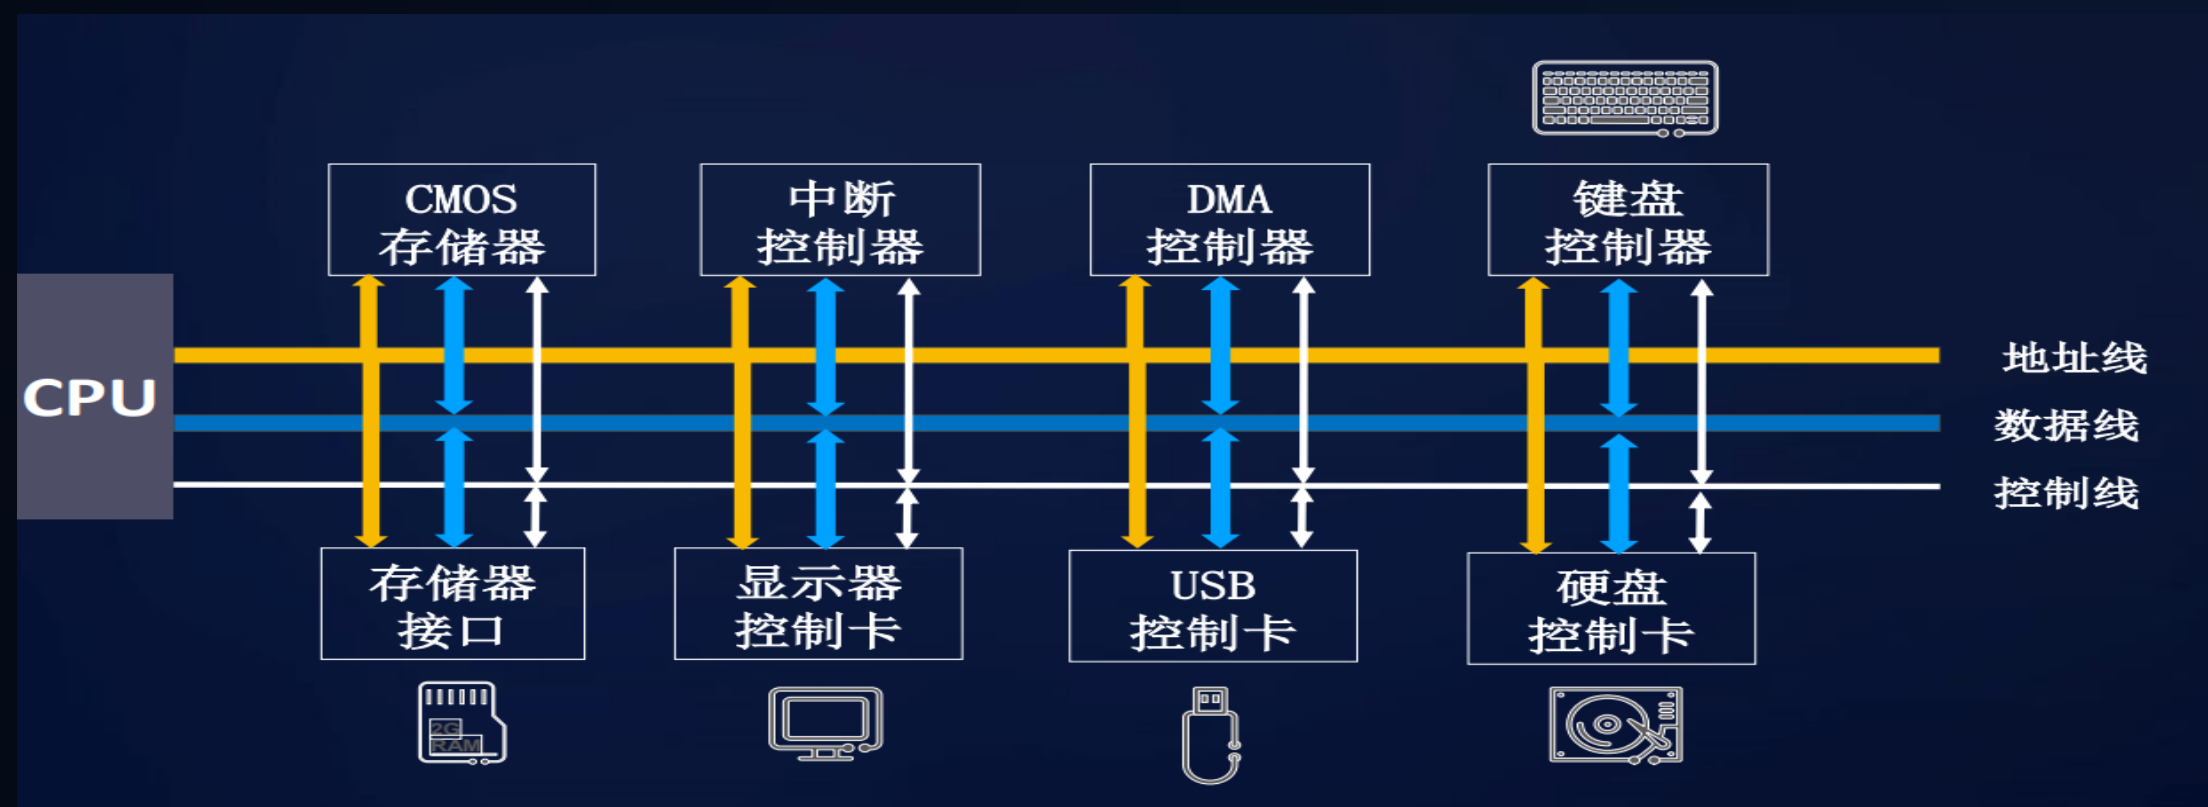 CMOS
存储器
中断
控制器
DMA
控制器
键盘
控制器
CPU
地址线
数据线
控制线
存储器
接口
显示器
控制卡
USB
控制卡
硬盘
控制卡
2G
RAM